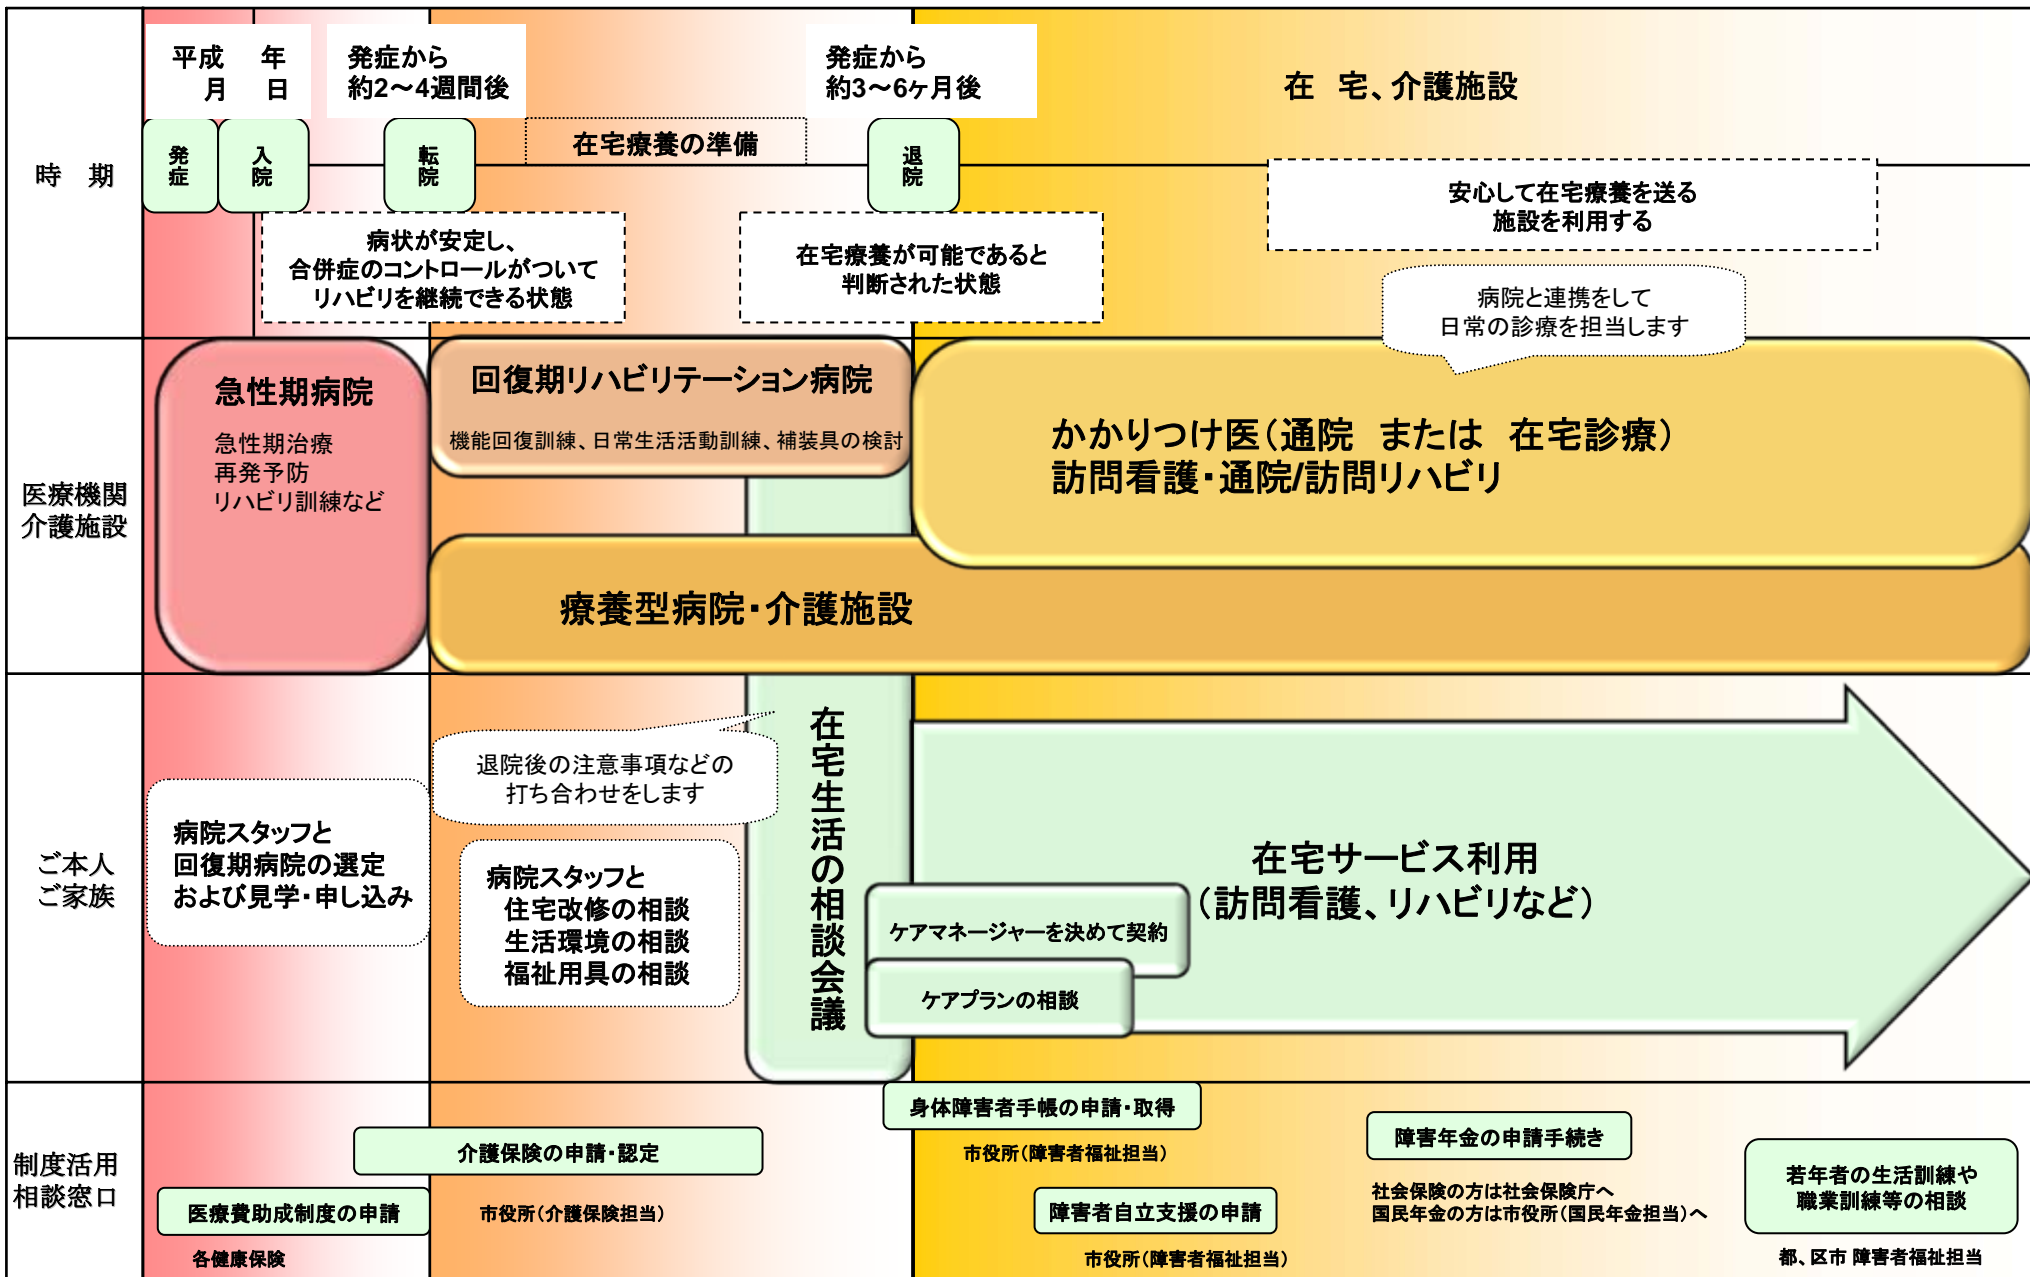 時　期
平成　年
月　日
発症から
約2～4週間後
発症から
約3～6ヶ月後
在　宅、介護施設
発症
入院
転院
在宅療養の準備
退院
病状が安定し、
合併症のコントロールがついて
リハビリを継続できる状態
在宅療養が可能であると
判断された状態
安心して在宅療養を送る
施設を利用する
病院と連携をして
日常の診療を担当します
医療機関
介護施設
急性期病院
急性期治療
再発予防
リハビリ訓練など
回復期リハビリテーション病院
機能回復訓練、日常生活活動訓練、補装具の検討
かかりつけ医（通院　または　在宅診療）
訪問看護・通院/訪問リハビリ
療養型病院・介護施設
ご本人
ご家族
病院スタッフと
回復期病院の選定
および見学・申し込み
退院後の注意事項などの
打ち合わせをします
病院スタッフと
住宅改修の相談
生活環境の相談
福祉用具の相談
在宅生活の相談会議
ケアマネージャーを決めて契約
ケアプランの相談
在宅サービス利用
（訪問看護、リハビリなど）
制度活用
相談窓口
医療費助成制度の申請
各健康保険
介護保険の申請・認定
市役所（介護保険担当）
身体障害者手帳の申請・取得
市役所（障害者福祉担当）
障害者自立支援の申請
市役所（障害者福祉担当）
障害年金の申請手続き
社会保険の方は社会保険庁へ
国民年金の方は市役所（国民年金担当）へ
若年者の生活訓練や
職業訓練等の相談
都、区市 障害者福祉担当